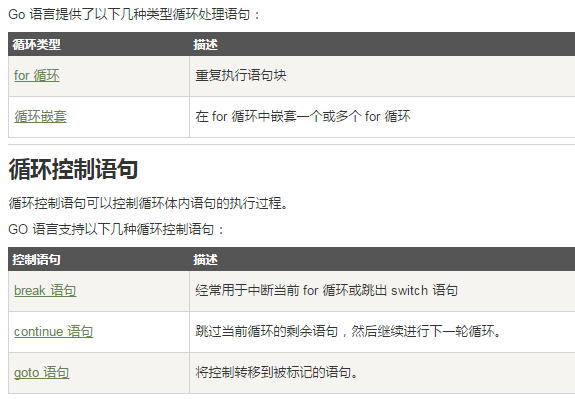 Go 语言提供了以下几种类型循环处理语句：
循环类型 描述
for 循环 重复执行语句块
循环嵌套 在 for 循环中嵌套一个或多个 for 循环
循环控制语句
循环控制语句可以控制循环体内语句的执行过程。
GO 语言支持以下几种循环控制语句：
控制语句 描述
break 语句 经常用于中断当前 for 循环或跳出 switch 语句
continue 语句 跳过当前循环的剩余语句，然后继续进行下一轮循环。
goto 语句 将控制转移到被标记的语句。